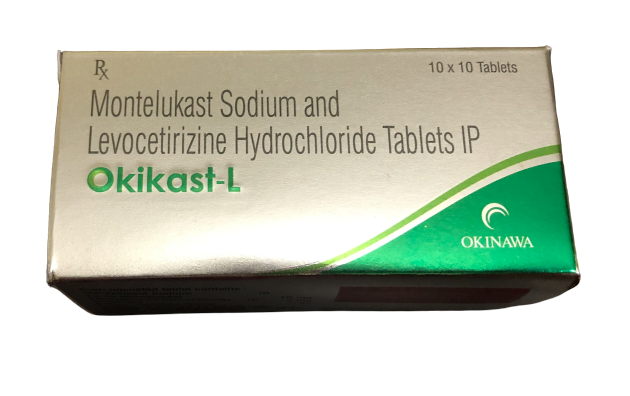 Rx
10 x 10 Tablets
Montelukast Sodium and
Levocetirizine Hydrochloride Tablets IP
Okikast-L
OKINAWA